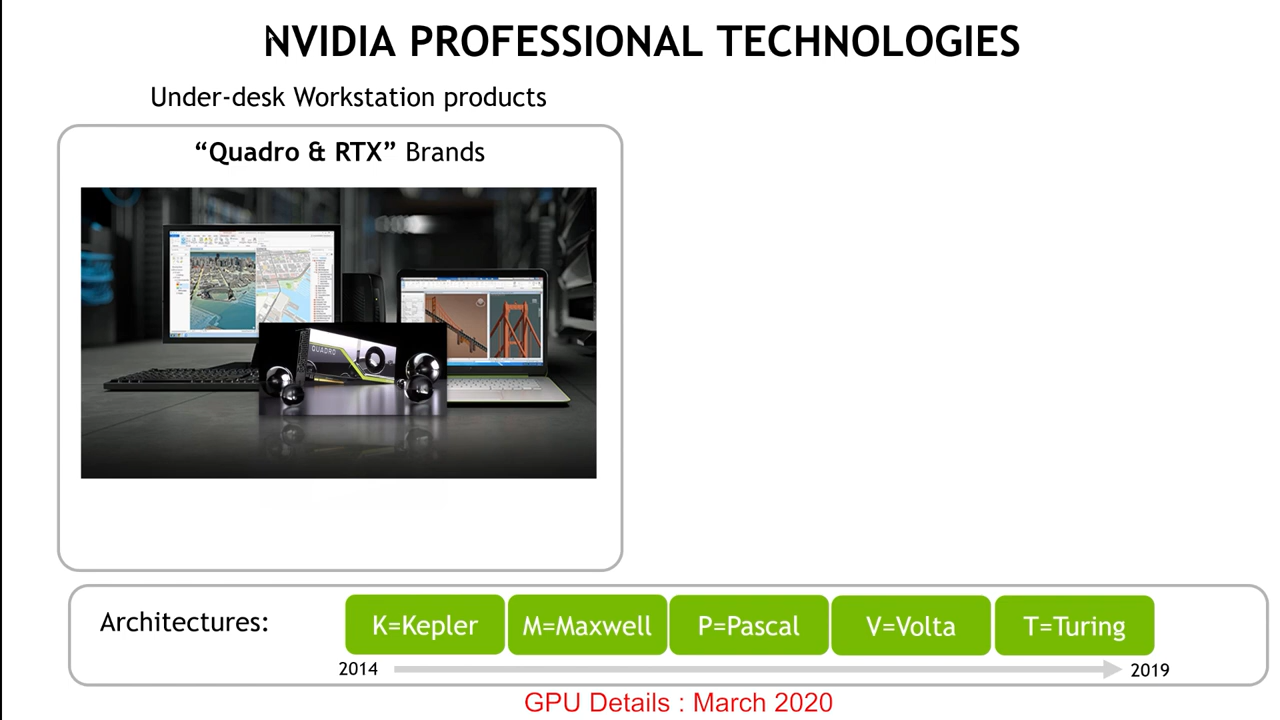 NVIDIA PROFESSIONAL TECHNOLOGIES
Under-desk Workstation products
“Quadro & RTX” Brands
QUADRO
Architectures:
K=Kepler
M=Maxwell
P=Pascal
V=Volta
T=Turing
2014
2019
GPU Details : March 2020